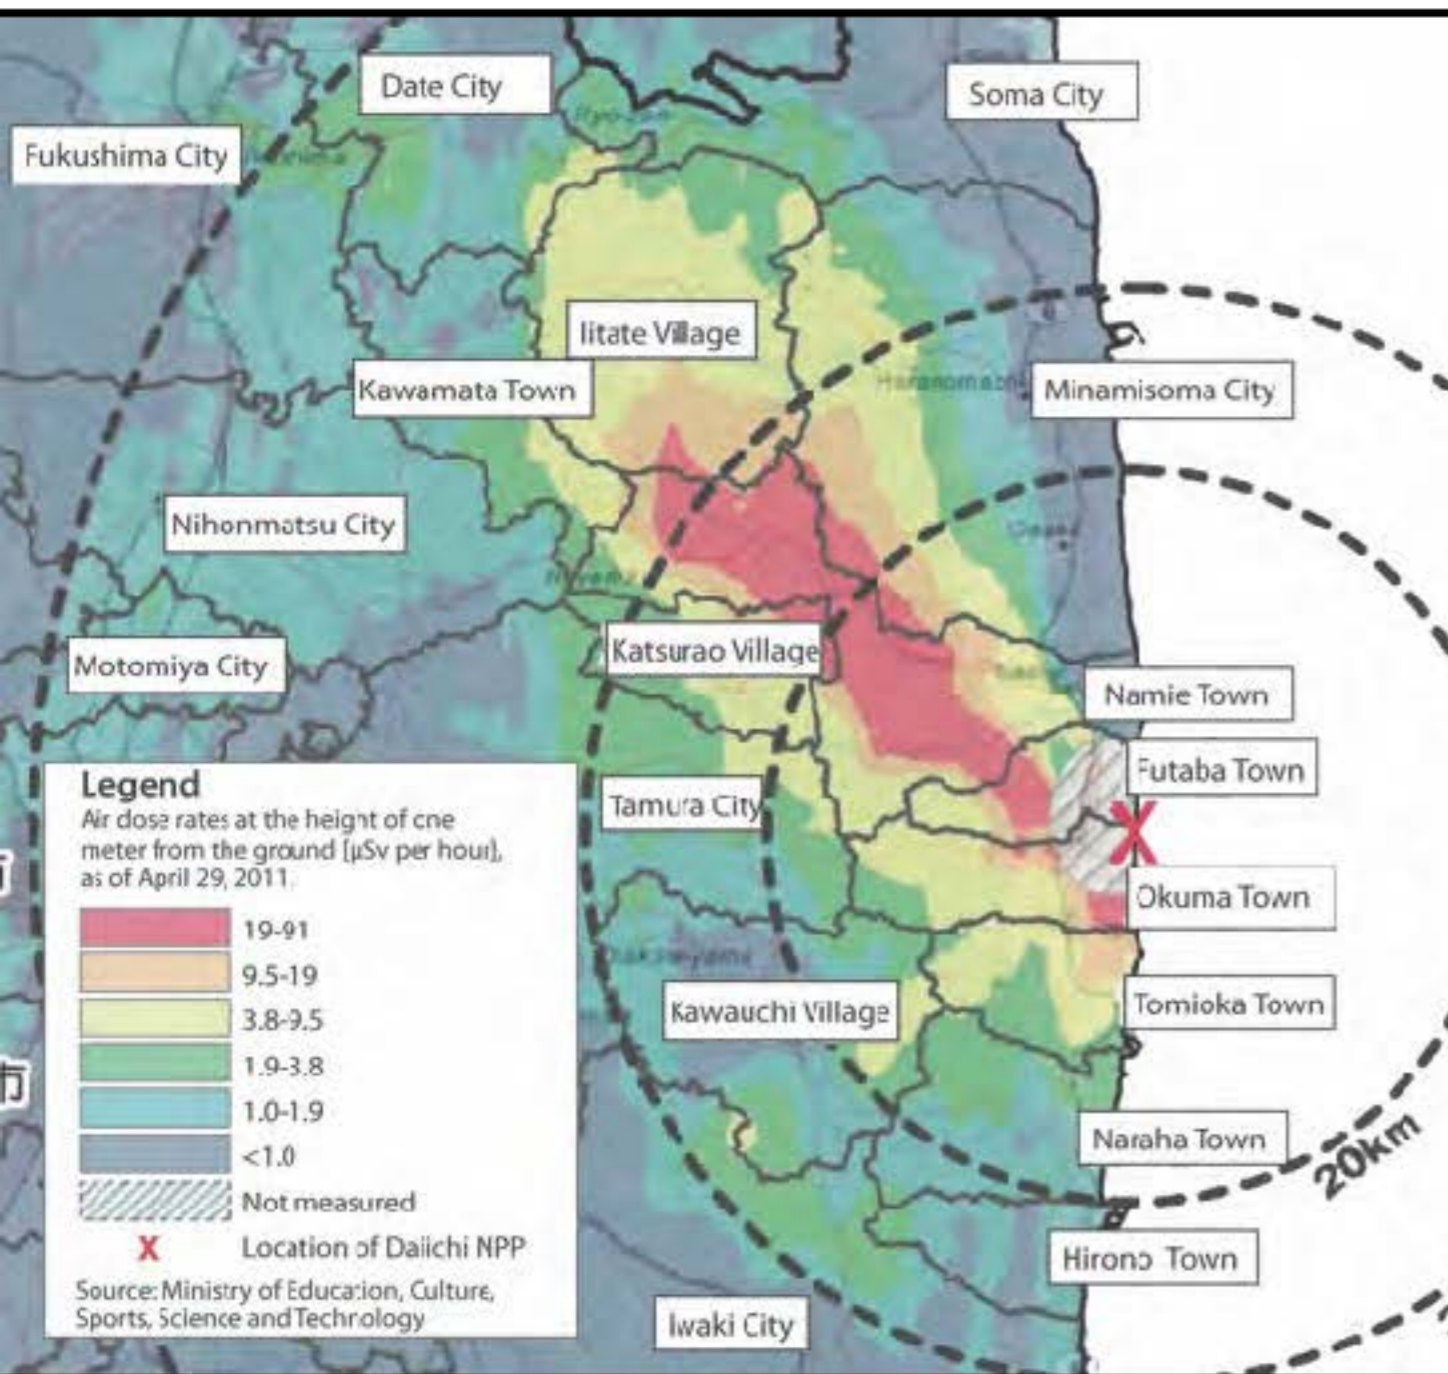 Date City
Soma City
Fukushima City
Iitate Village
Kawamata Town
Minamisoma City
Nihonmatsu City
Katsurao Village
Motomiya City
Namie Town
Futaba Town
Tamura City
Okuma Town
Kawauchi Village
Tomioka Town
Naraha Town
20km
Hirono Town
Iwaki City
市
Legend
Air dose rates at the height of one
meter from the ground (µSv per hour),
as of April 29, 2011.
19-91
9.5-19
3.8-9.5
1.9-3.8
1.0-1.9
<1.0
Not measured
X Location of Daiichi NPP
Source: Ministry of Education, Culture,
Sports, Science and Technology
X